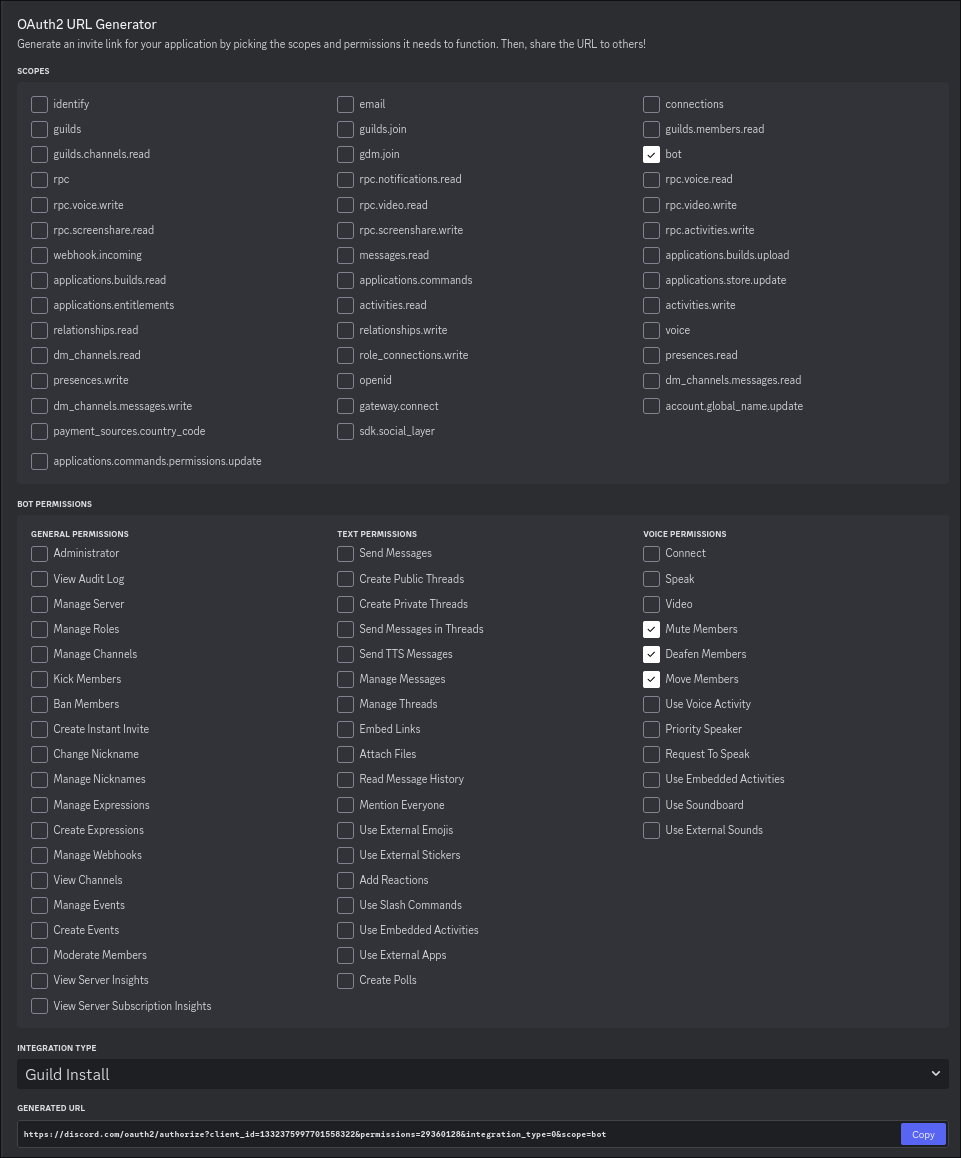 OAuth2 URL Generator
Generate an invite link for your application by picking the scopes and permissions it needs to function. Then, share the URL to others!
SCOPES
identify email connections
guilds guilds.join guilds.members.read
guilds.channels.read gdm.join bot
rpc rpc.notifications.read rpc.voice.read
rpc.voice.write rpc.video.read rpc.video.write
rpc.screenshare.read rpc.screenshare.write rpc.activities.write
webhook.incoming messages.read applications.builds.upload
applications.builds.read applications.commands applications.store.update
applications.entitlements activities.read activities.write
relationships.read relationships.write voice
dm_channels.read role_connections.write presences.read
presences.write openid dm_channels.messages.read
dm_channels.messages.write gateway.connect account.global_name.update
payment_sources.country_code sdk.social_layer
applications.commands.permissions.update
BOT PERMISSIONS
GENERAL PERMISSIONS
Administrator
View Audit Log
Manage Server
Manage Roles
Manage Channels
Kick Members
Ban Members
Create Instant Invite
Change Nickname
Manage Nicknames
Manage Expressions
Create Expressions
Manage Webhooks
View Channels
Manage Events
Create Events
Moderate Members
View Server Insights
View Server Subscription Insights
TEXT PERMISSIONS
Send Messages
Create Public Threads
Create Private Threads
Send Messages in Threads
Send TTS Messages
Manage Messages
Manage Threads
Embed Links
Attach Files
Read Message History
Mention Everyone
Use External Emojis
Use External Stickers
Add Reactions
Use Slash Commands
Use Embedded Activities
Use External Apps
Create Polls
VOICE PERMISSIONS
Connect
Speak
Video
Mute Members
Deafen Members
Move Members
Use Voice Activity
Priority Speaker
Request To Speak
Use Embedded Activities
Use Soundboard
Use External Sounds
INTEGRATION TYPE
Guild Install
GENERATED URL
https://discord.com/oauth2/authorize?client_id=1332375997701558322&permissions=29360128&integration_type=0&scope=bot
Copy